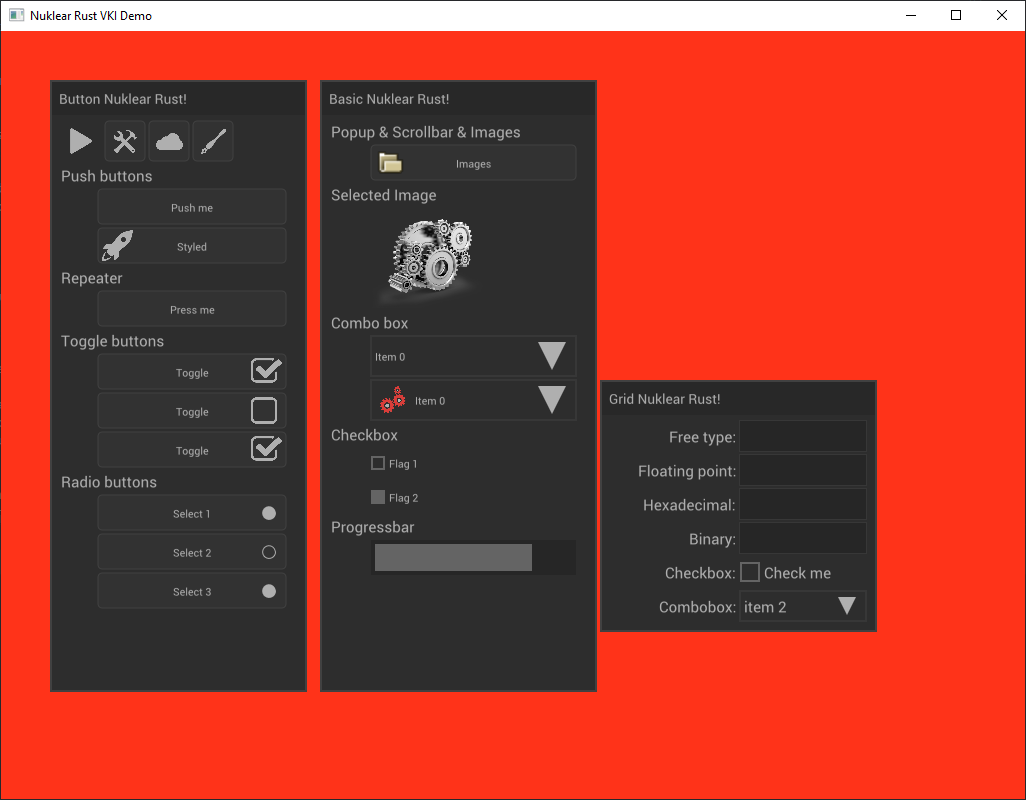 Nuklear Rust VKI Demo
Button Nuklear Rust!
Push buttons
Push me
Styled
Repeater
Press me
Toggle buttons
Toggle
Toggle
Toggle
Radio buttons
Select 1
Select 2
Select 3
Basic Nuklear Rust!
Popup & Scrollbar & Images
Images
Selected Image
Combo box
Item 0
Item 0
Checkbox
Flag 1
Flag 2
Progressbar
Grid Nuklear Rust!
Free type:
Floating point:
Hexadecimal:
Binary:
Checkbox: Check me
Combobox: item 2